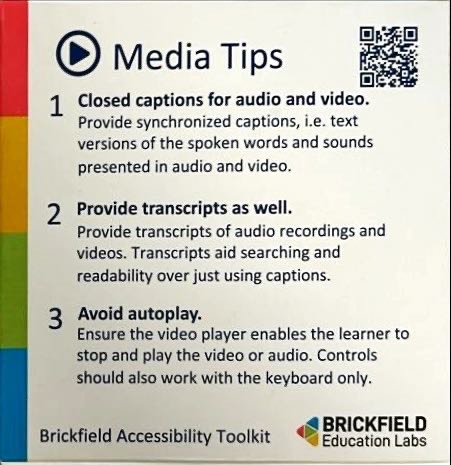 Media Tips
1 Closed captions for audio and video.
Provide synchronized captions, i.e. text
versions of the spoken words and sounds
presented in audio and video.
2 Provide transcripts as well.
Provide transcripts of audio recordings and
videos. Transcripts aid searching and
readability over just using captions.
3 Avoid autoplay.
Ensure the video player enables the learner to
stop and play the video or audio. Controls
should also work with the keyboard only.
Brickfield Accessibility Toolkit
BRICKFIELD
Education Labs